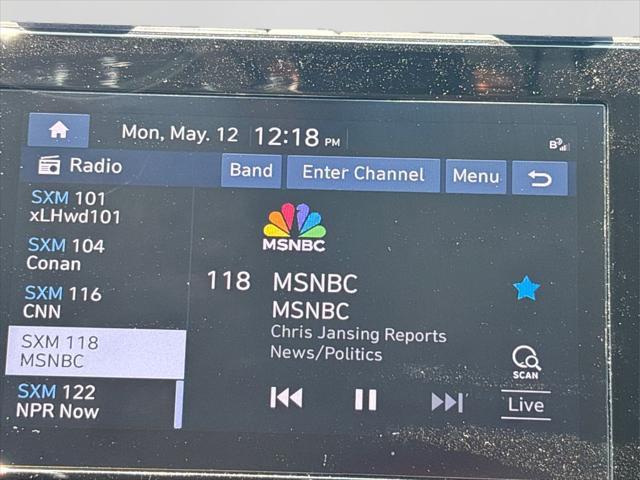 Mon, May. 12 12:18 PM
B
Radio
Band
Enter Channel
Menu
SXM 101
xLHwd101
SXM 104
Conan
SXM 116
CNN
SXM 118
MSNBC
SXM 122
NPR Now
MSNBC
118 MSNBC
MSNBC
Chris Jansing Reports
News/Politics
SCAN
Live